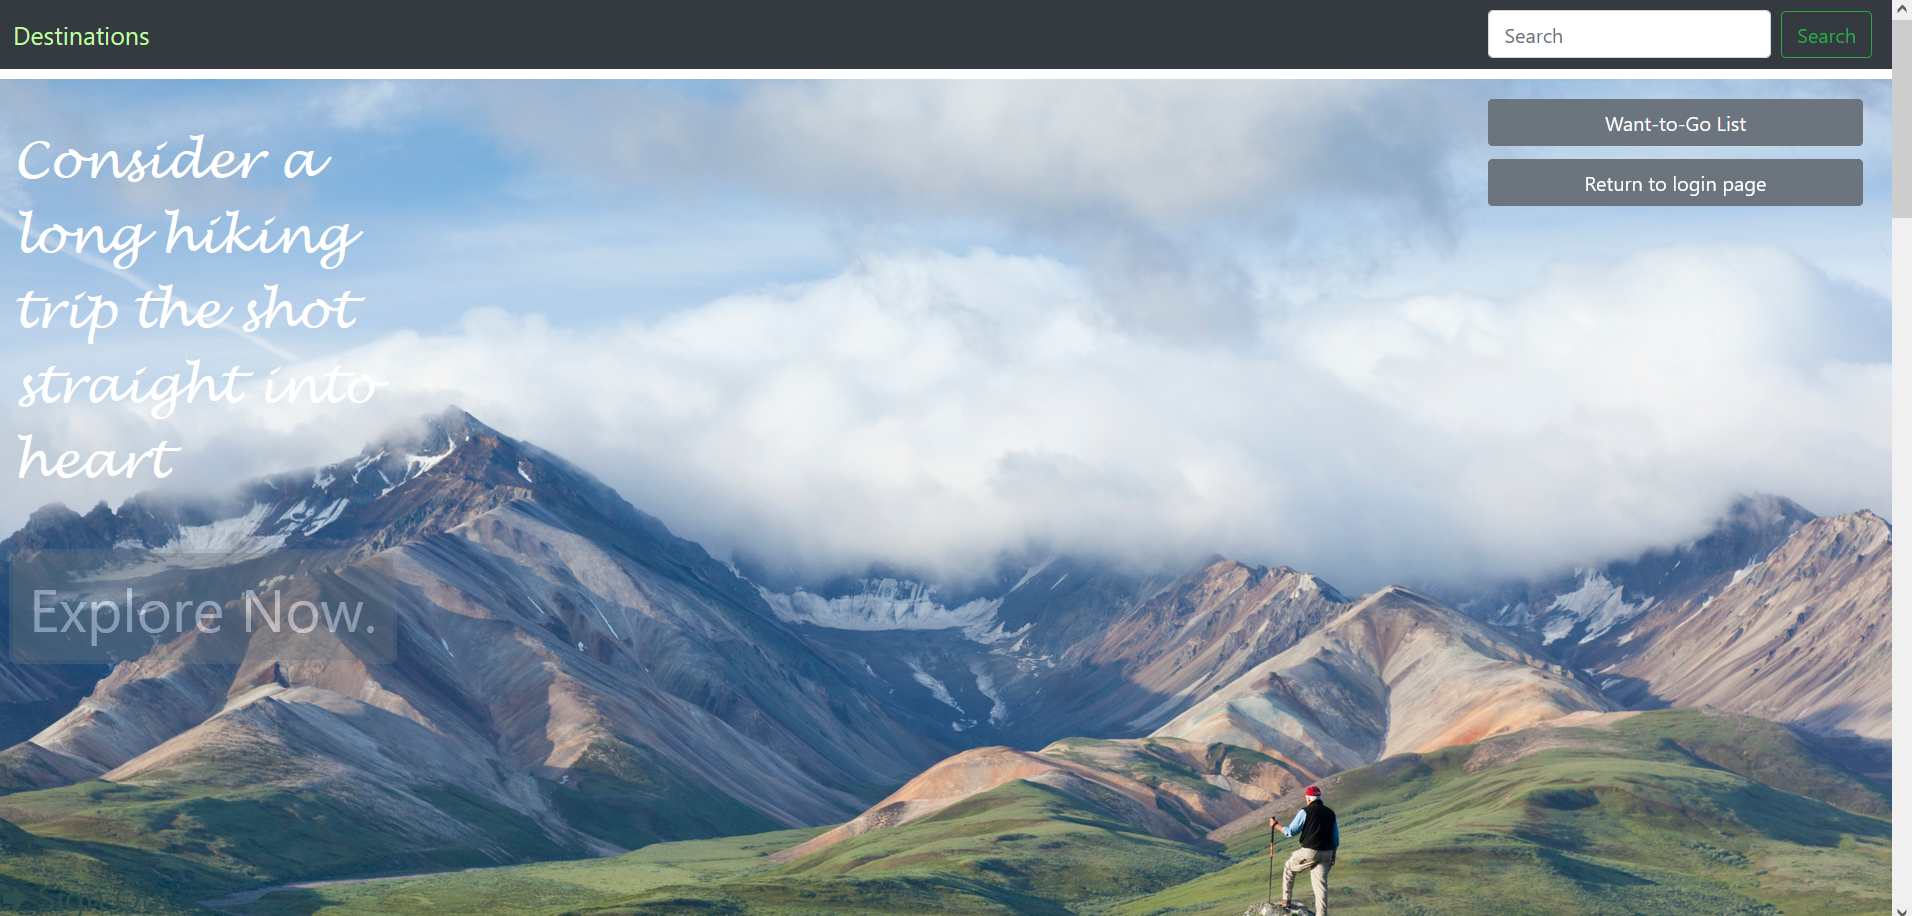 Destinations
Search
Search
Want-to-Go List
Return to login page
Consider a
long hiking
trip the shot
straight into
heart
Explore Now.